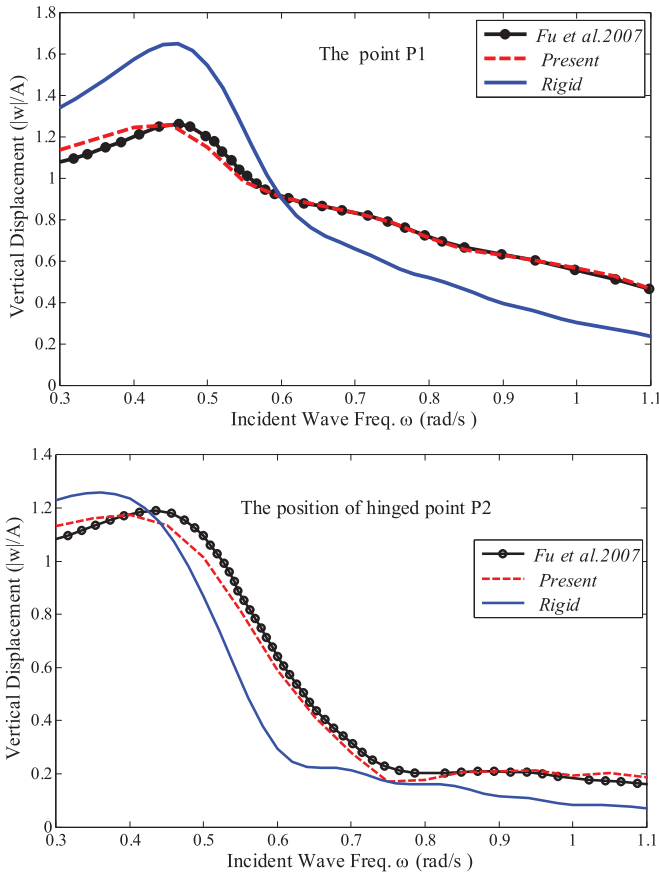 1.8
1.6
1.4
1.2
1
0.8
0.6
0.4
0.2
0
Vertical Displacement (|w|/A)
The point P1
Fu et al.2007
Present
Rigid
0.3 0.4 0.5 0.6 0.7 0.8 0.9 1 1.1
Incident Wave Freq. ω (rad/s )
1.4
1.2
1
0.8
0.6
0.4
0.2
0
Vertical Displacement (|w|/A)
The position of hinged point P2
Fu et al.2007
Present
Rigid
0.3 0.4 0.5 0.6 0.7 0.8 0.9 1 1.1
Incident Wave Freq. ω (rad/s )